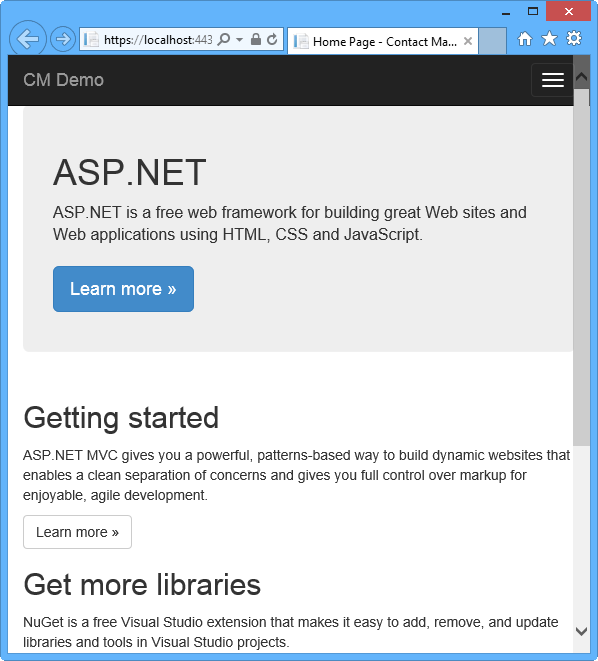 https://localhost:443
Home Page - Contact Ma...
CM Demo
ASP.NET
ASP.NET is a free web framework for building great Web sites and
Web applications using HTML, CSS and JavaScript.
Learn more »
Getting started
ASP.NET MVC gives you a powerful, patterns-based way to build dynamic websites that
enables a clean separation of concerns and gives you full control over markup for
enjoyable, agile development.
Learn more »
Get more libraries
NuGet is a free Visual Studio extension that makes it easy to add, remove, and update
libraries and tools in Visual Studio projects.